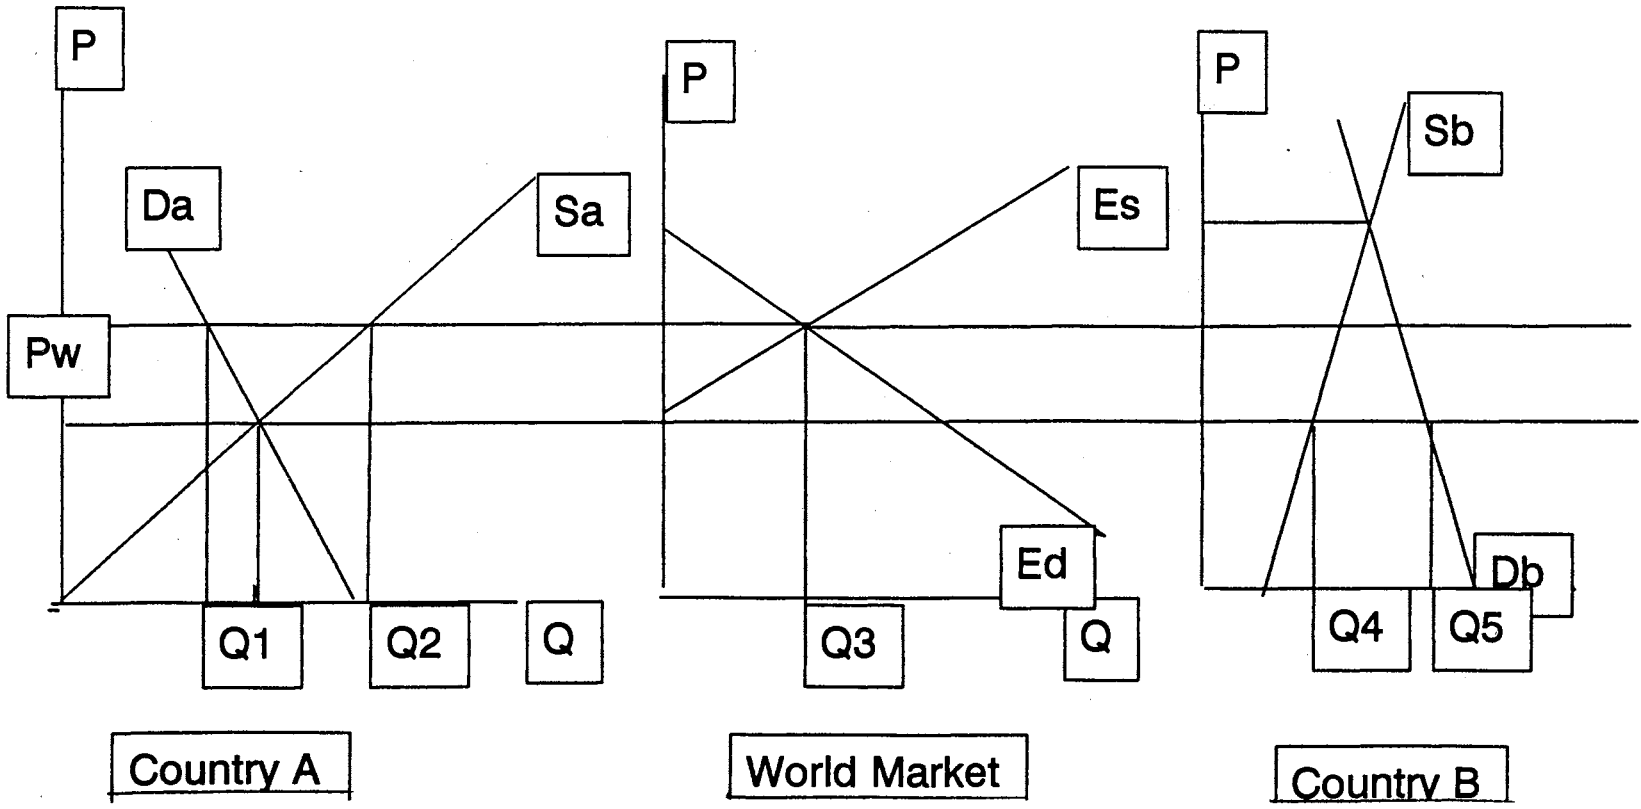 P
P
P
Sb
Da
Sa
Es
Pw
Ed
Db
Q1
Q2
Q
Q3
Q
Q4
Q5
Country A
World Market
Country B